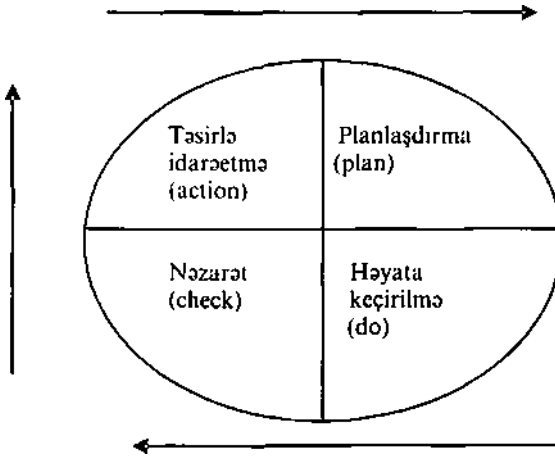 Təsirlə
idarəetmə
(action)
Planlaşdırma
(plan)
Nəzarət
(check)
Həyata
keçirilmə
(do)